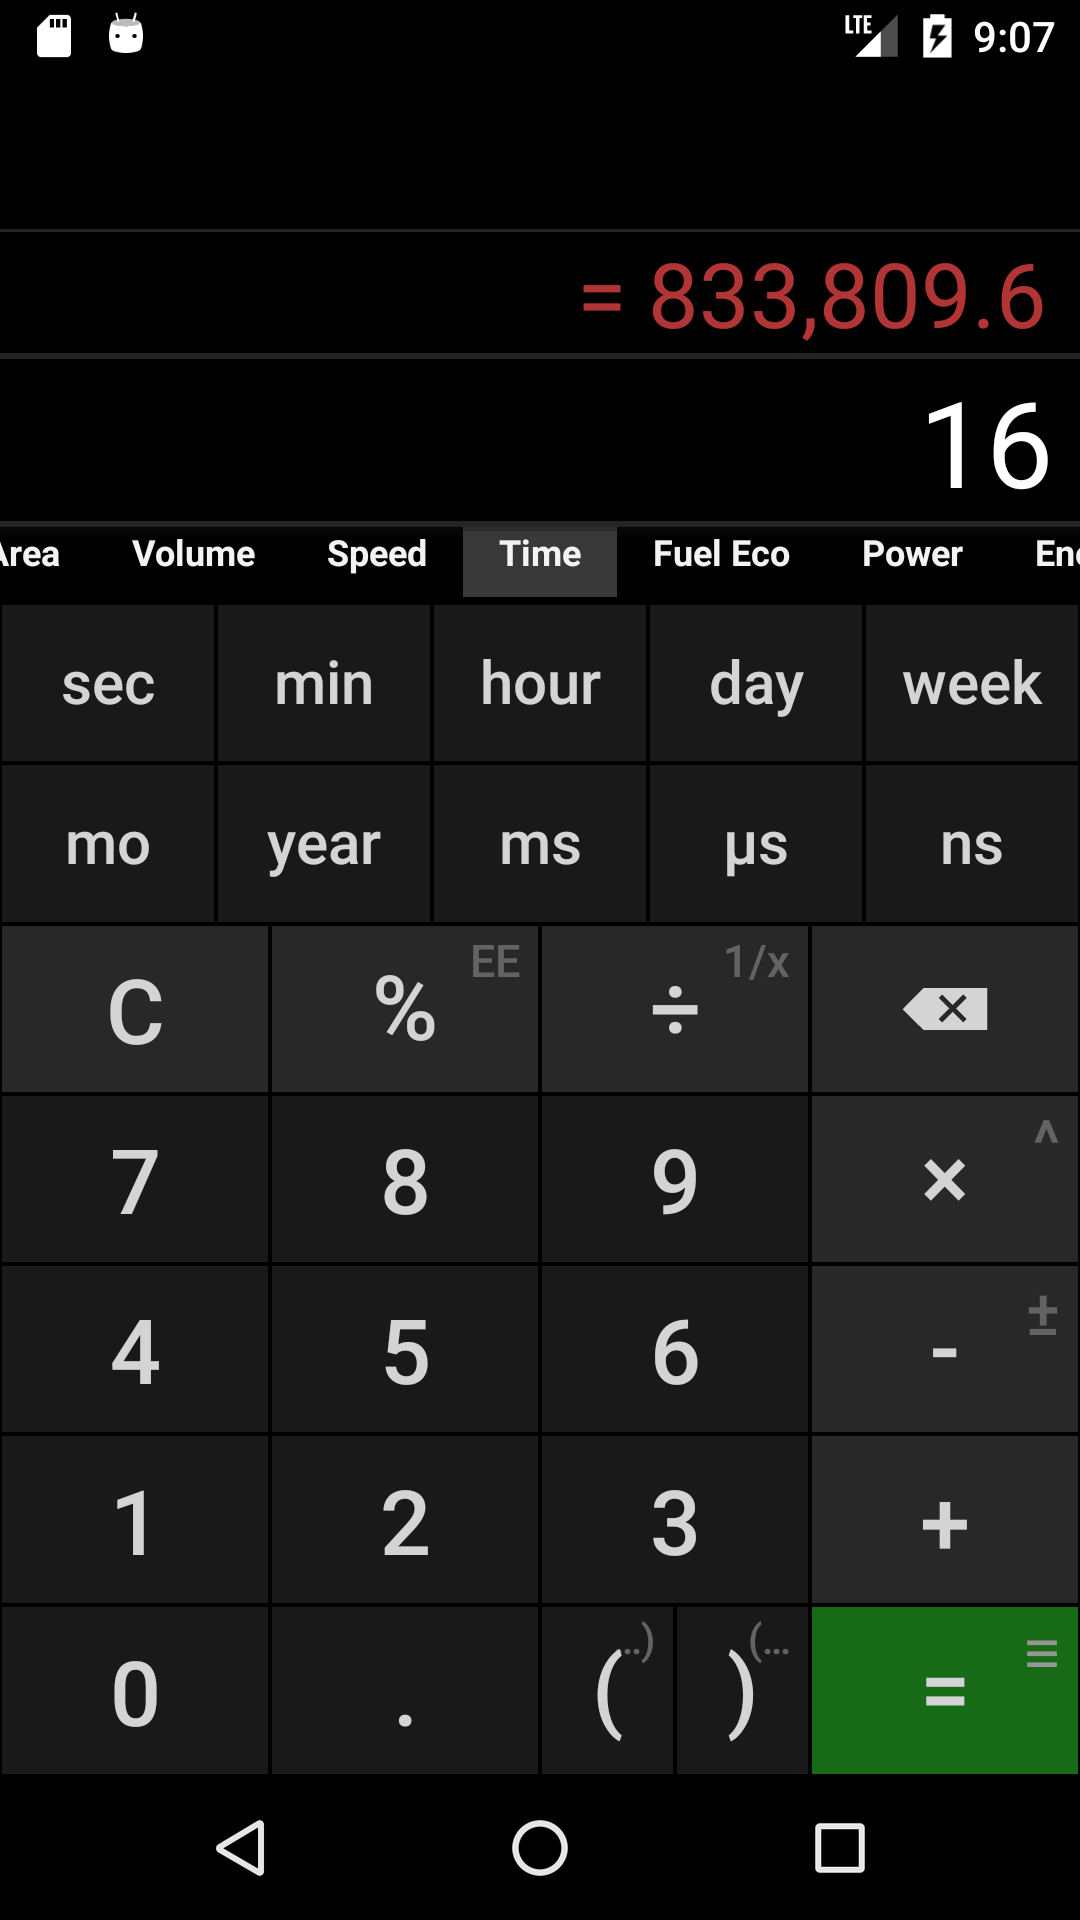 LTE 9:07
= 833,809.6
16
Area Volume Speed Time Fuel Eco Power
sec min hour day week
mo year ms µs ns
C % EE ÷ 1/x
7 8 9 × ^
4 5 6 - ±
1 2 3 +
0 . ( ..) ) (... = ≡